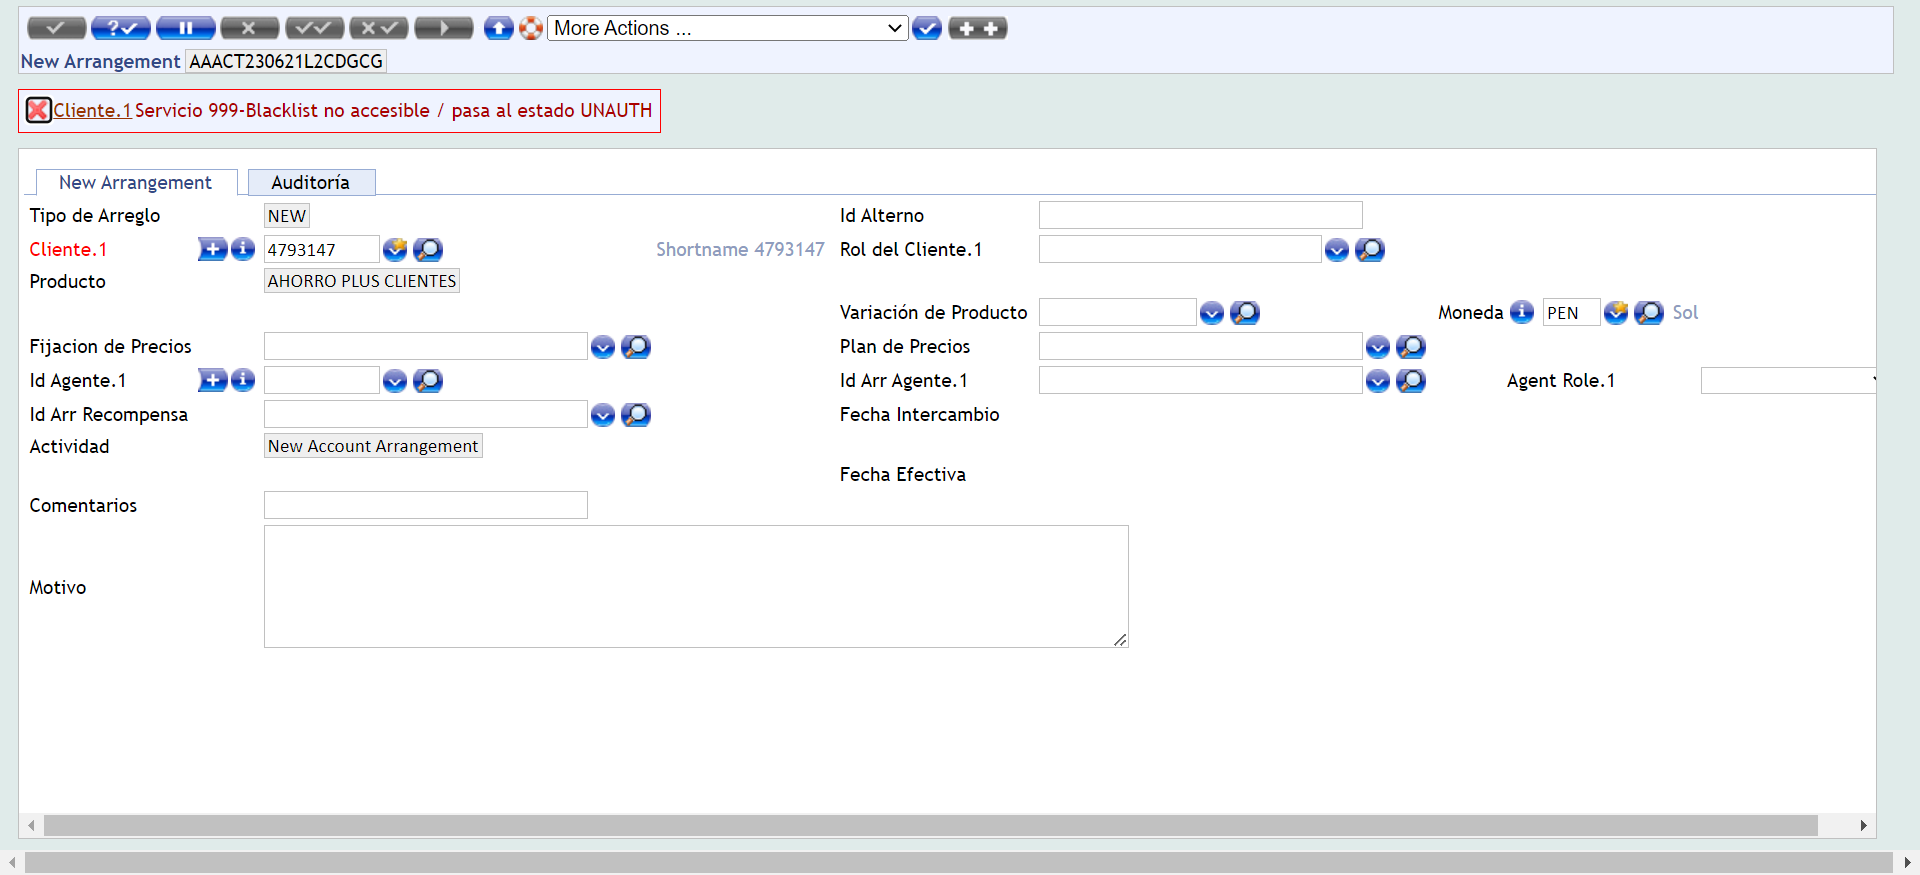 More Actions ...
New Arrangement AAACT230621L2CDGCG
Cliente.1 Servicio 999-Blacklist no accesible / pasa al estado UNAUTH
New Arrangement Auditoría
Tipo de Arreglo NEW Id Alterno
Cliente.1 4793147 Shortname 4793147 Rol del Cliente.1
Producto AHORRO PLUS CLIENTES
Variación de Producto Moneda PEN Sol
Fijacion de Precios Plan de Precios
Id Agente.1 Id Arr Agente.1 Agent Role.1
Id Arr Recompensa Fecha Intercambio
Actividad New Account Arrangement
Fecha Efectiva
Comentarios
Motivo